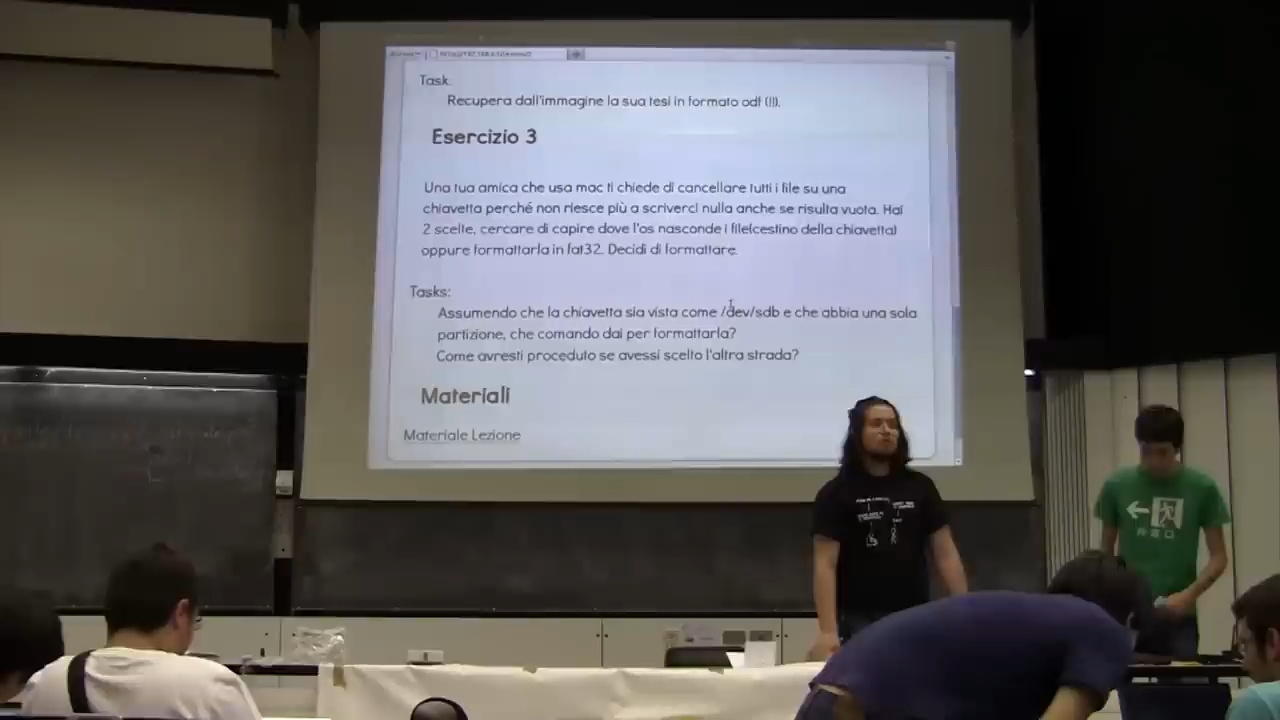 Task:
Recupera dall'immagine la sua tesi in formato odt (!!).
Esercizio 3
Una tua amica che usa mac ti chiede di cancellare tutti i file su una
chiavetta perché non riesce più a scriverci nulla anche se risulta vuota. Hai
2 scelte, cercare di capire dove l'os nasconde i file(cestino della chiavetta)
oppure formattarla in fat32. Decidi di formattare.
Tasks:
Assumendo che la chiavetta sia vista come /dev/sdb e che abbia una sola
partizione, che comando dai per formattarla?
Come avresti proceduto se avessi scelto l'altra strada?
Materiali
Materiale Lezione